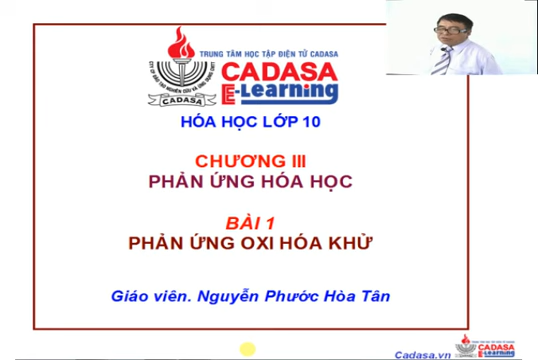 TRUNG TÂM HỌC TẬP ĐIỆN TỬ CADASA
CADASA
E-Learning
CADASA
HÓA HỌC LỚP 10
CHƯƠNG III
PHẢN ỨNG HÓA HỌC
BÀI 1
PHẢN ỨNG OXI HÓA KHỬ
Giáo viên. Nguyễn Phước Hòa Tân
Cadasa.vn
CADASA
E-Learning